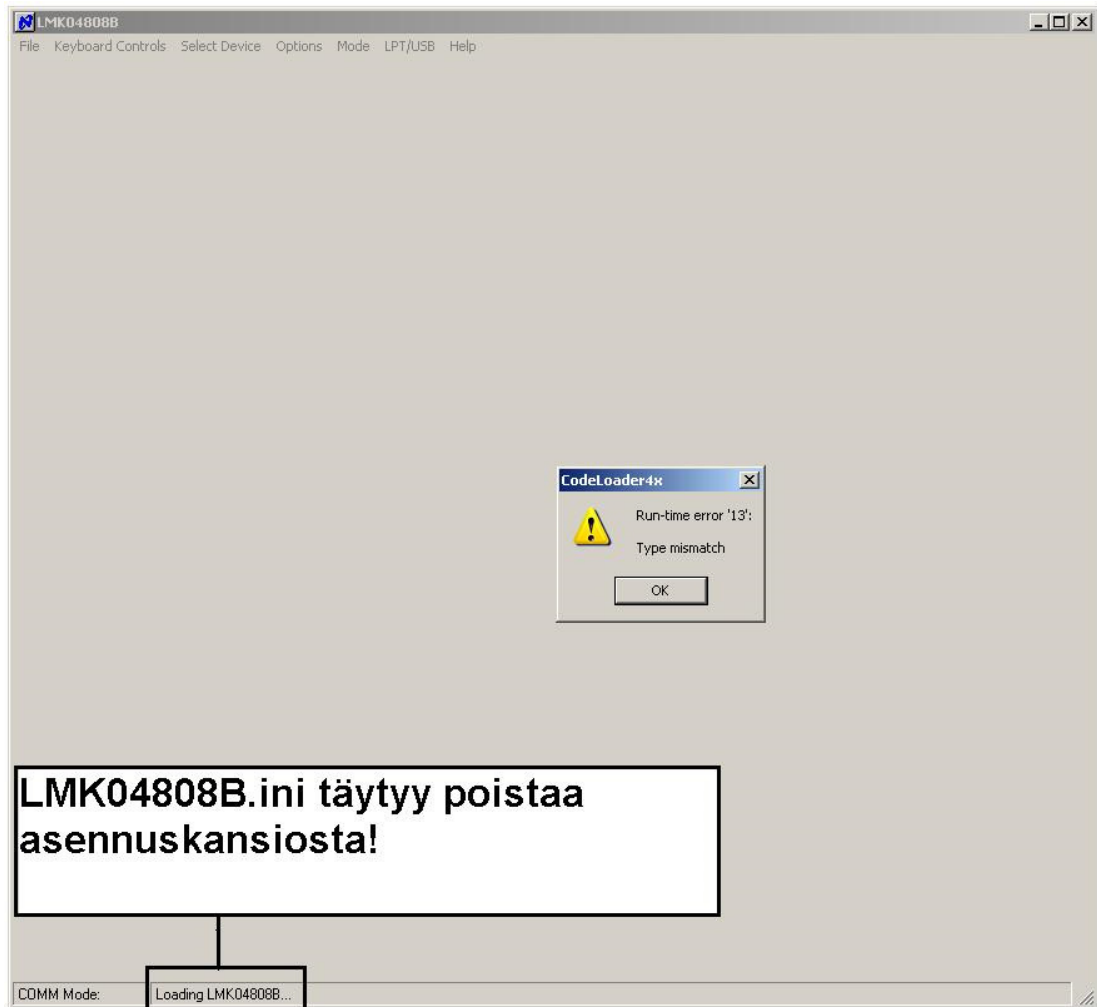 LMK04808B
File Keyboard Controls Select Device Options Mode LPT/USB Help
CodeLoader4x
Run-time error '13':
Type mismatch
OK
LMK04808B.ini täytyy poistaa
asennuskansiosta!
COMM Mode: Loading LMK04808B...